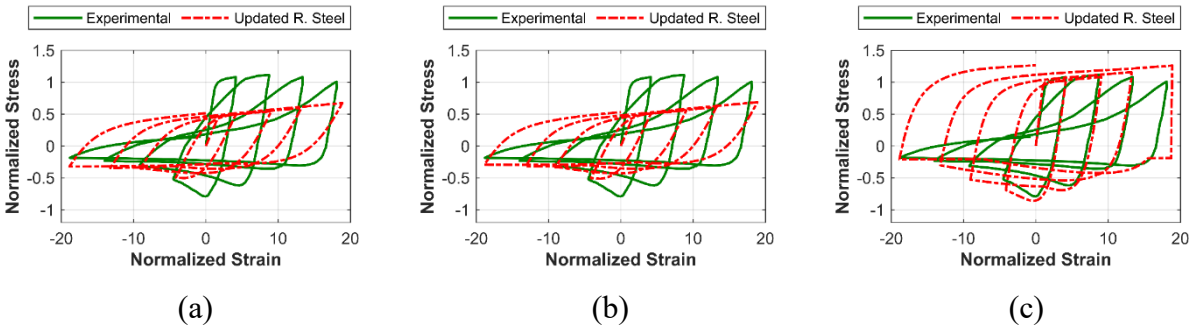 Experimental Updated R. Steel
1.5
1
0.5
0
-0.5
-1
-20 -10 0 10 20
Normalized Stress
Normalized Strain
(a)
Experimental Updated R. Steel
1.5
1
0.5
0
-0.5
-1
-20 -10 0 10 20
Normalized Stress
Normalized Strain
(b)
Experimental Updated R. Steel
1.5
1
0.5
0
-0.5
-1
-20 -10 0 10 20
Normalized Stress
Normalized Strain
(c)